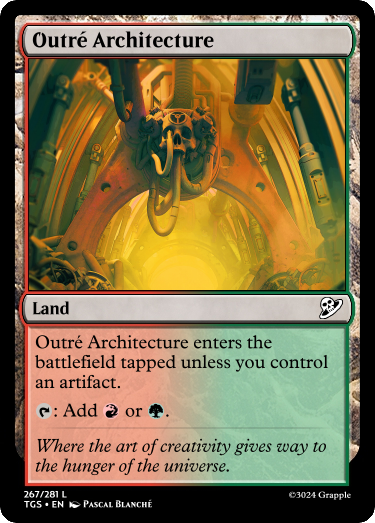 Outré Architecture
Land
Outré Architecture enters the
battlefield tapped unless you control
an artifact.
: Add or .
Where the art of creativity gives way to
the hunger of the universe.
267/281 L
TGS • EN Pascal Blanché
©3024 Grapple